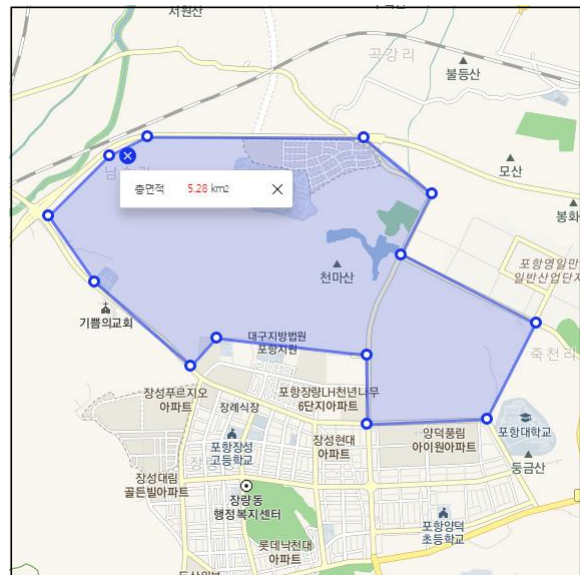 서원산
곡강리
불등산
모산
봉화
총면적 5.28 km2
천마산
포항영일만
일반산업단지
기쁨의교회
죽천리
대구지방법원
포항지원
장성푸르지오
아파트
장례식장
포항장량LH천년나무
6단지아파트
포항장성
고등학교
장성현대
아파트
양덕풍림
아이원아파트
포항대학교
둥금산
장성대림
골든빌아파트
장량동
행정복지센터
포항양덕
초등학교
롯데낙천대
아파트